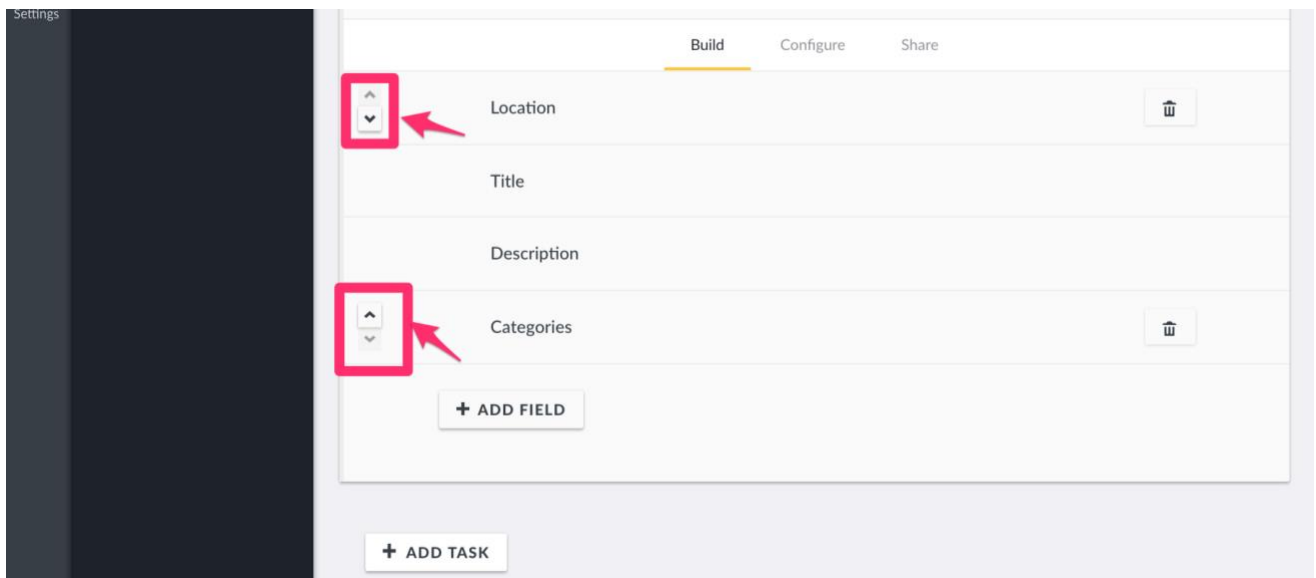 Settings
Build Configure Share
Location
Title
Description
Categories
+ ADD FIELD
+ ADD TASK